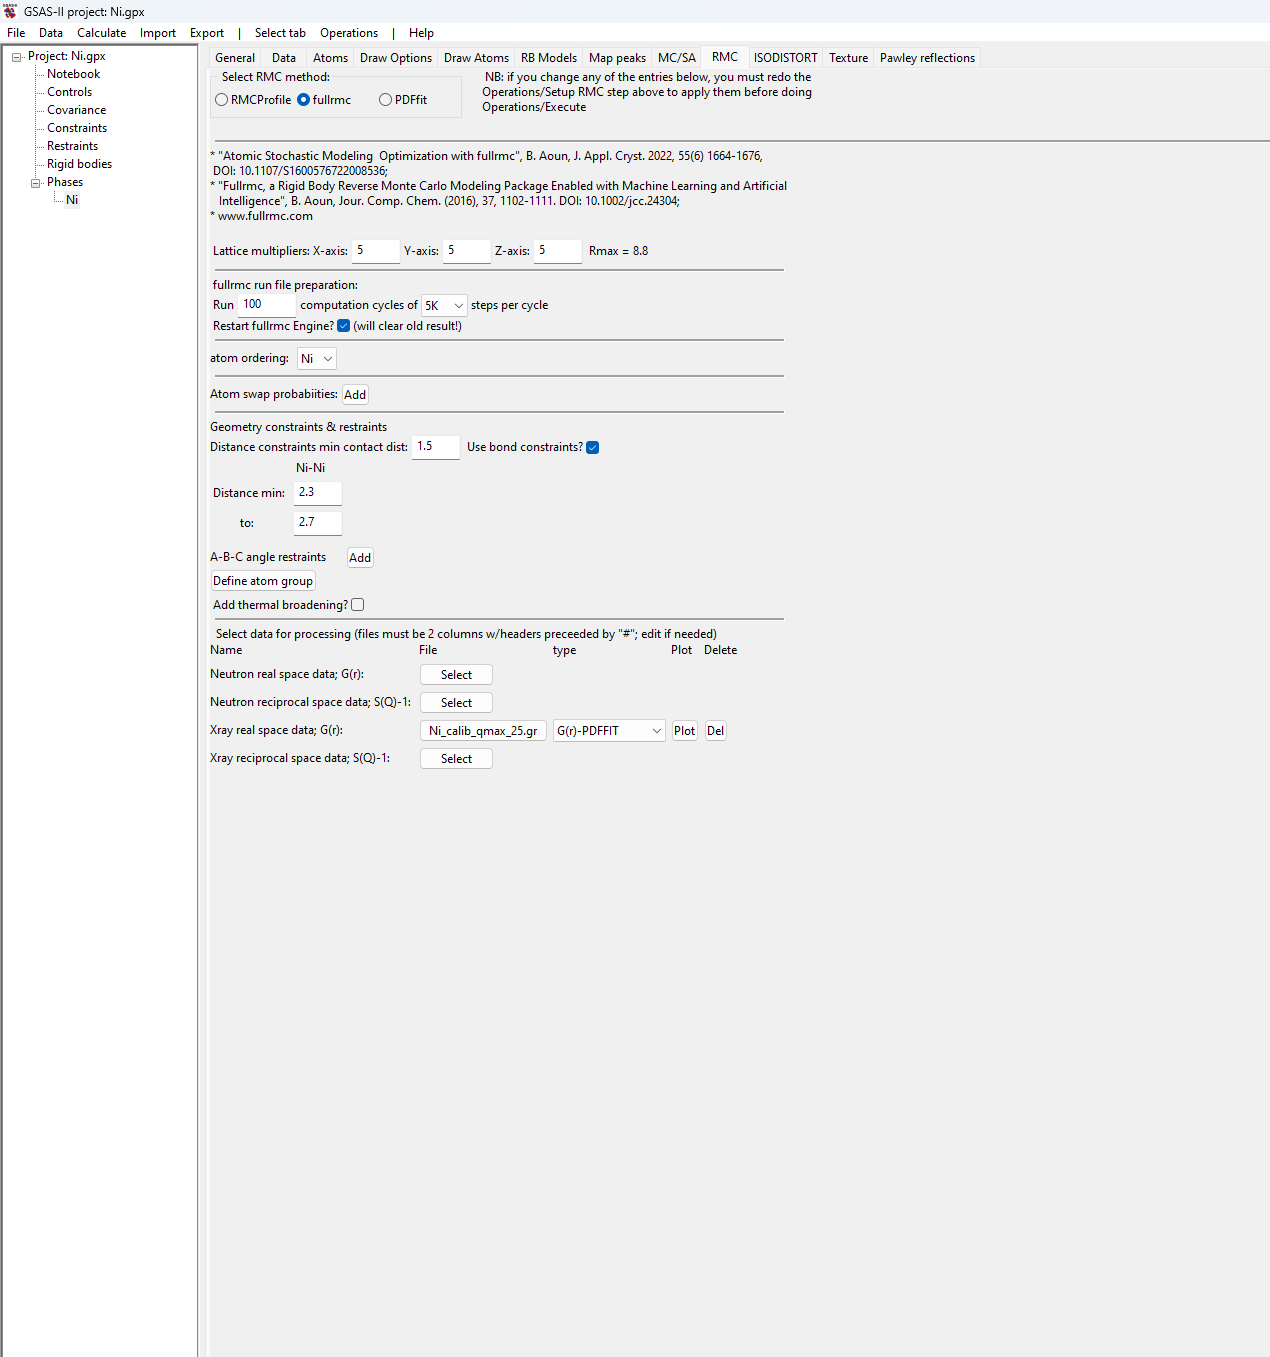 GSAS-II project: Ni.gpx
File Data Calculate Import Export | Select tab Operations | Help
Project: Ni.gpx
Notebook
Controls
Covariance
Constraints
Restraints
Rigid bodies
Phases
Ni
General Data Atoms Draw Options Draw Atoms RB Models Map peaks MC/SA RMC ISODISTORT Texture Pawley reflections
Select RMC method:
RMCProfile fullrmc PDFfit
NB: if you change any of the entries below, you must redo the
Operations/Setup RMC step above to apply them before doing
Operations/Execute
* "Atomic Stochastic Modeling  Optimization with fullrmc", B. Aoun, J. Appl. Cryst. 2022, 55(6) 1664-1676,
DOI: 10.1107/S1600576722008536;
* "Fullrmc, a Rigid Body Reverse Monte Carlo Modeling Package Enabled with Machine Learning and Artificial
Intelligence", B. Aoun, Jour. Comp. Chem. (2016), 37, 1102-1111. DOI: 10.1002/jcc.24304;
* www.fullrmc.com
Lattice multipliers: X-axis: 5 Y-axis: 5 Z-axis: 5 Rmax = 8.8
fullrmc run file preparation:
Run 100 computation cycles of 5K steps per cycle
Restart fullrmc Engine? (will clear old result!)
atom ordering: Ni
Atom swap probabiities: Add
Geometry constraints & restraints
Distance constraints min contact dist: 1.5 Use bond constraints?
Ni-Ni
Distance min: 2.3
to: 2.7
A-B-C angle restraints Add
Define atom group
Add thermal broadening?
Select data for processing (files must be 2 columns w/headers preceeded by "#"; edit if needed)
Name File type Plot Delete
Neutron real space data; G(r): Select
Neutron reciprocal space data; S(Q)-1: Select
Xray real space data; G(r): Ni_calib_qmax_25.gr G(r)-PDFFIT Plot Del
Xray reciprocal space data; S(Q)-1: Select